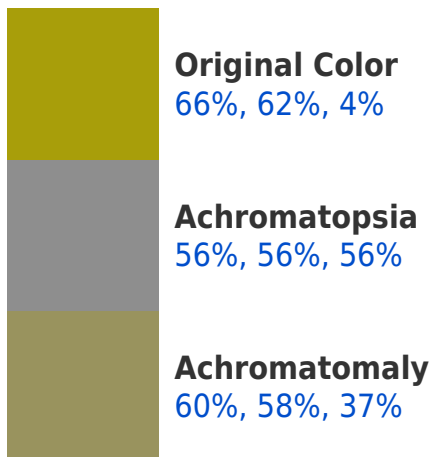 Original Color
66%, 62%, 4%
Achromatopsia
56%, 56%, 56%
Achromatomaly
60%, 58%, 37%